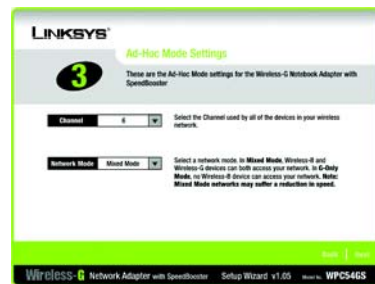 LINKSYS®
Ad-Hoc Mode Settings
3
These are the Ad-Hoc Mode settings for the Wireless-G Notebook Adapter with
SpeedBooster
Channel
6
Select the Channel used by all of the devices in your wireless
network.
Network Mode
Mixed Mode
Select a network mode. In Mixed Mode, Wireless-B and
Wireless-G devices can both access your network. In G-Only
Mode, no Wireless-B device can access your network. Note:
Mixed Mode networks may suffer a reduction in speed.
Back | Next
Wireless-G Network Adapter with SpeedBooster Setup Wizard v1.05 Model No. WPC54GS